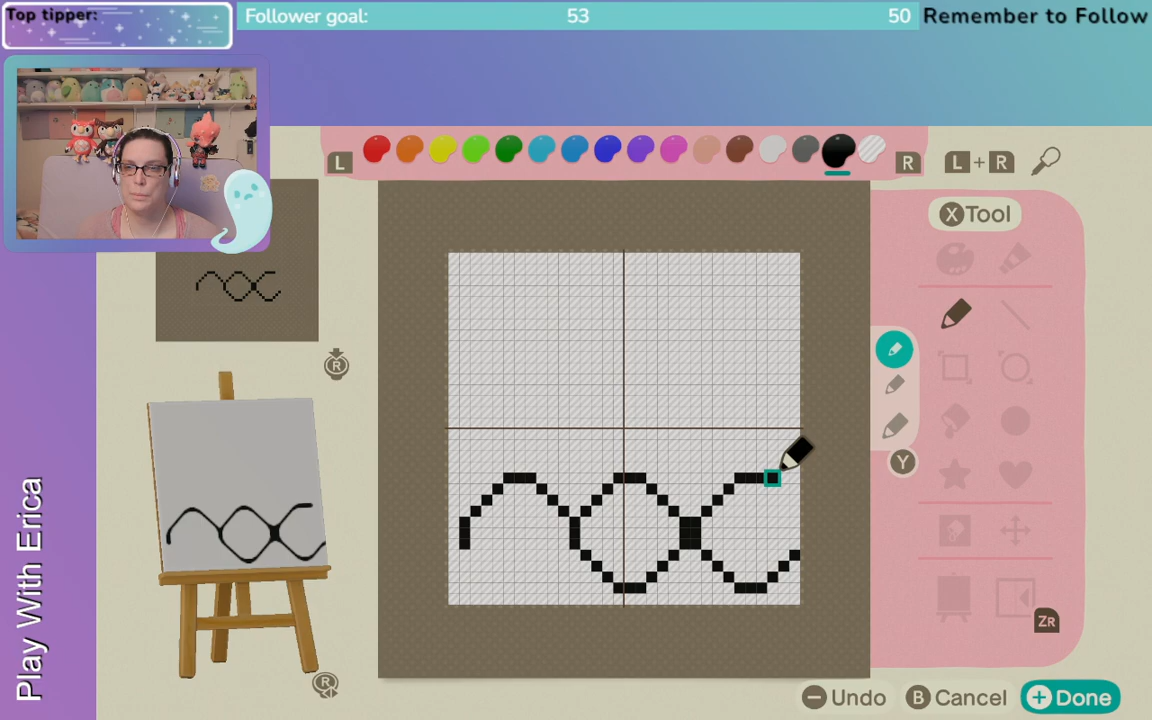 Top tipper:
Follower goal: 53 50
Remember to Follow
L
R
L + R
X Tool
R
Y
ZR
R
Play With Erica
− Undo
B Cancel
+ Done